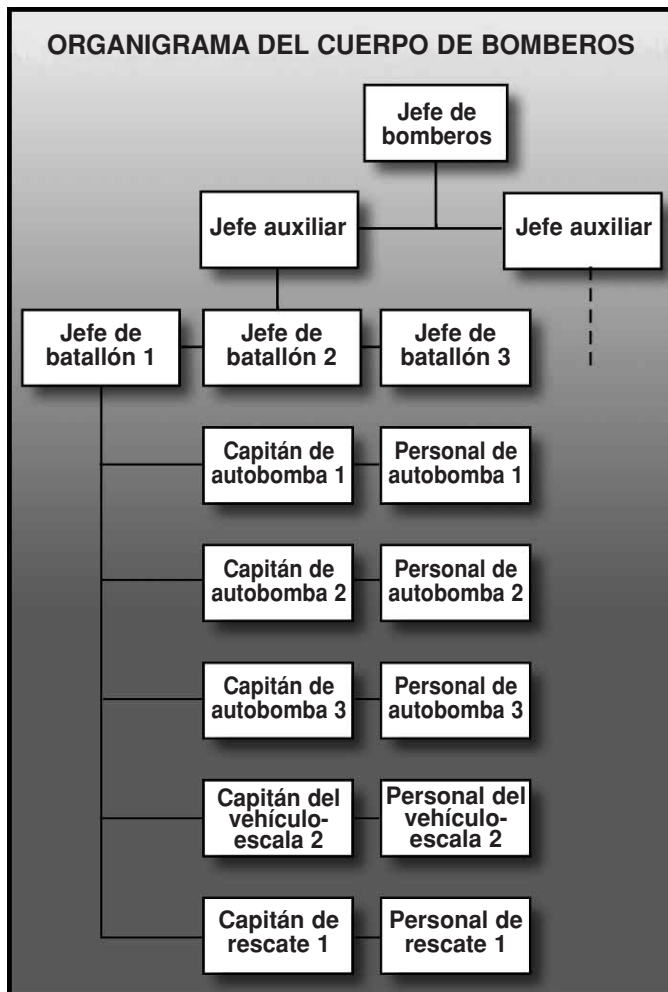 ORGANIGRAMA DEL CUERPO DE BOMBEROS
Jefe de
bomberos
Jefe auxiliar
Jefe auxiliar
Jefe de
batallón 1
Jefe de
batallón 2
Jefe de
batallón 3
Capitán de
autobomba 1
Personal de
autobomba 1
Capitán de
autobomba 2
Personal de
autobomba 2
Capitán de
autobomba 3
Personal de
autobomba 3
Capitán del
vehículo-
escala 2
Personal del
vehículo-
escala 2
Capitán de
rescate 1
Personal de
rescate 1